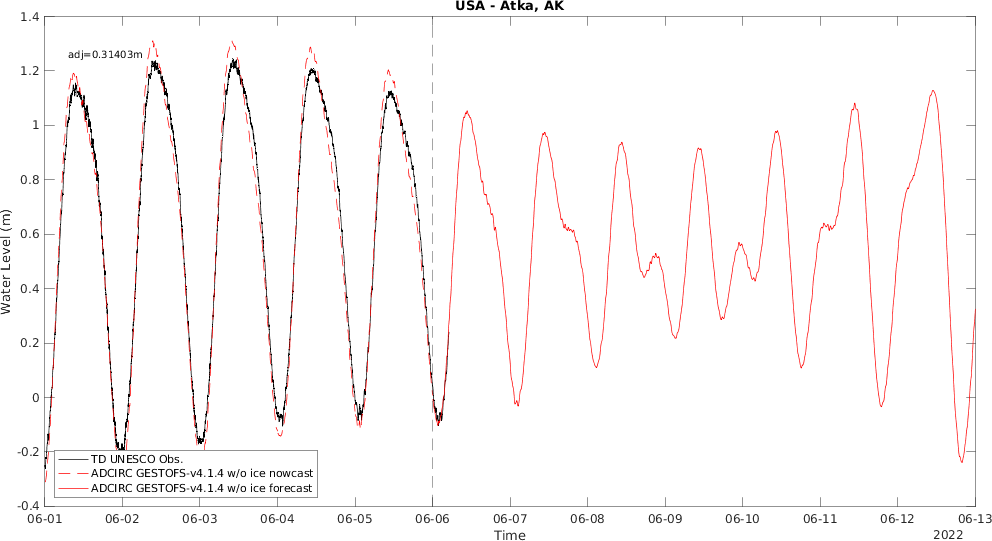 USA - Atka, AK
adj=0.31403m
Water Level (m)
1.4
1.2
1
0.8
0.6
0.4
0.2
0
-0.2
-0.4
TD UNESCO Obs.
ADCIRC GESTOFS-v4.1.4 w/o ice nowcast
ADCIRC GESTOFS-v4.1.4 w/o ice forecast
06-01 06-02 06-03 06-04 06-05 06-06 06-07 06-08 06-09 06-10 06-11 06-12 06-13
Time
2022